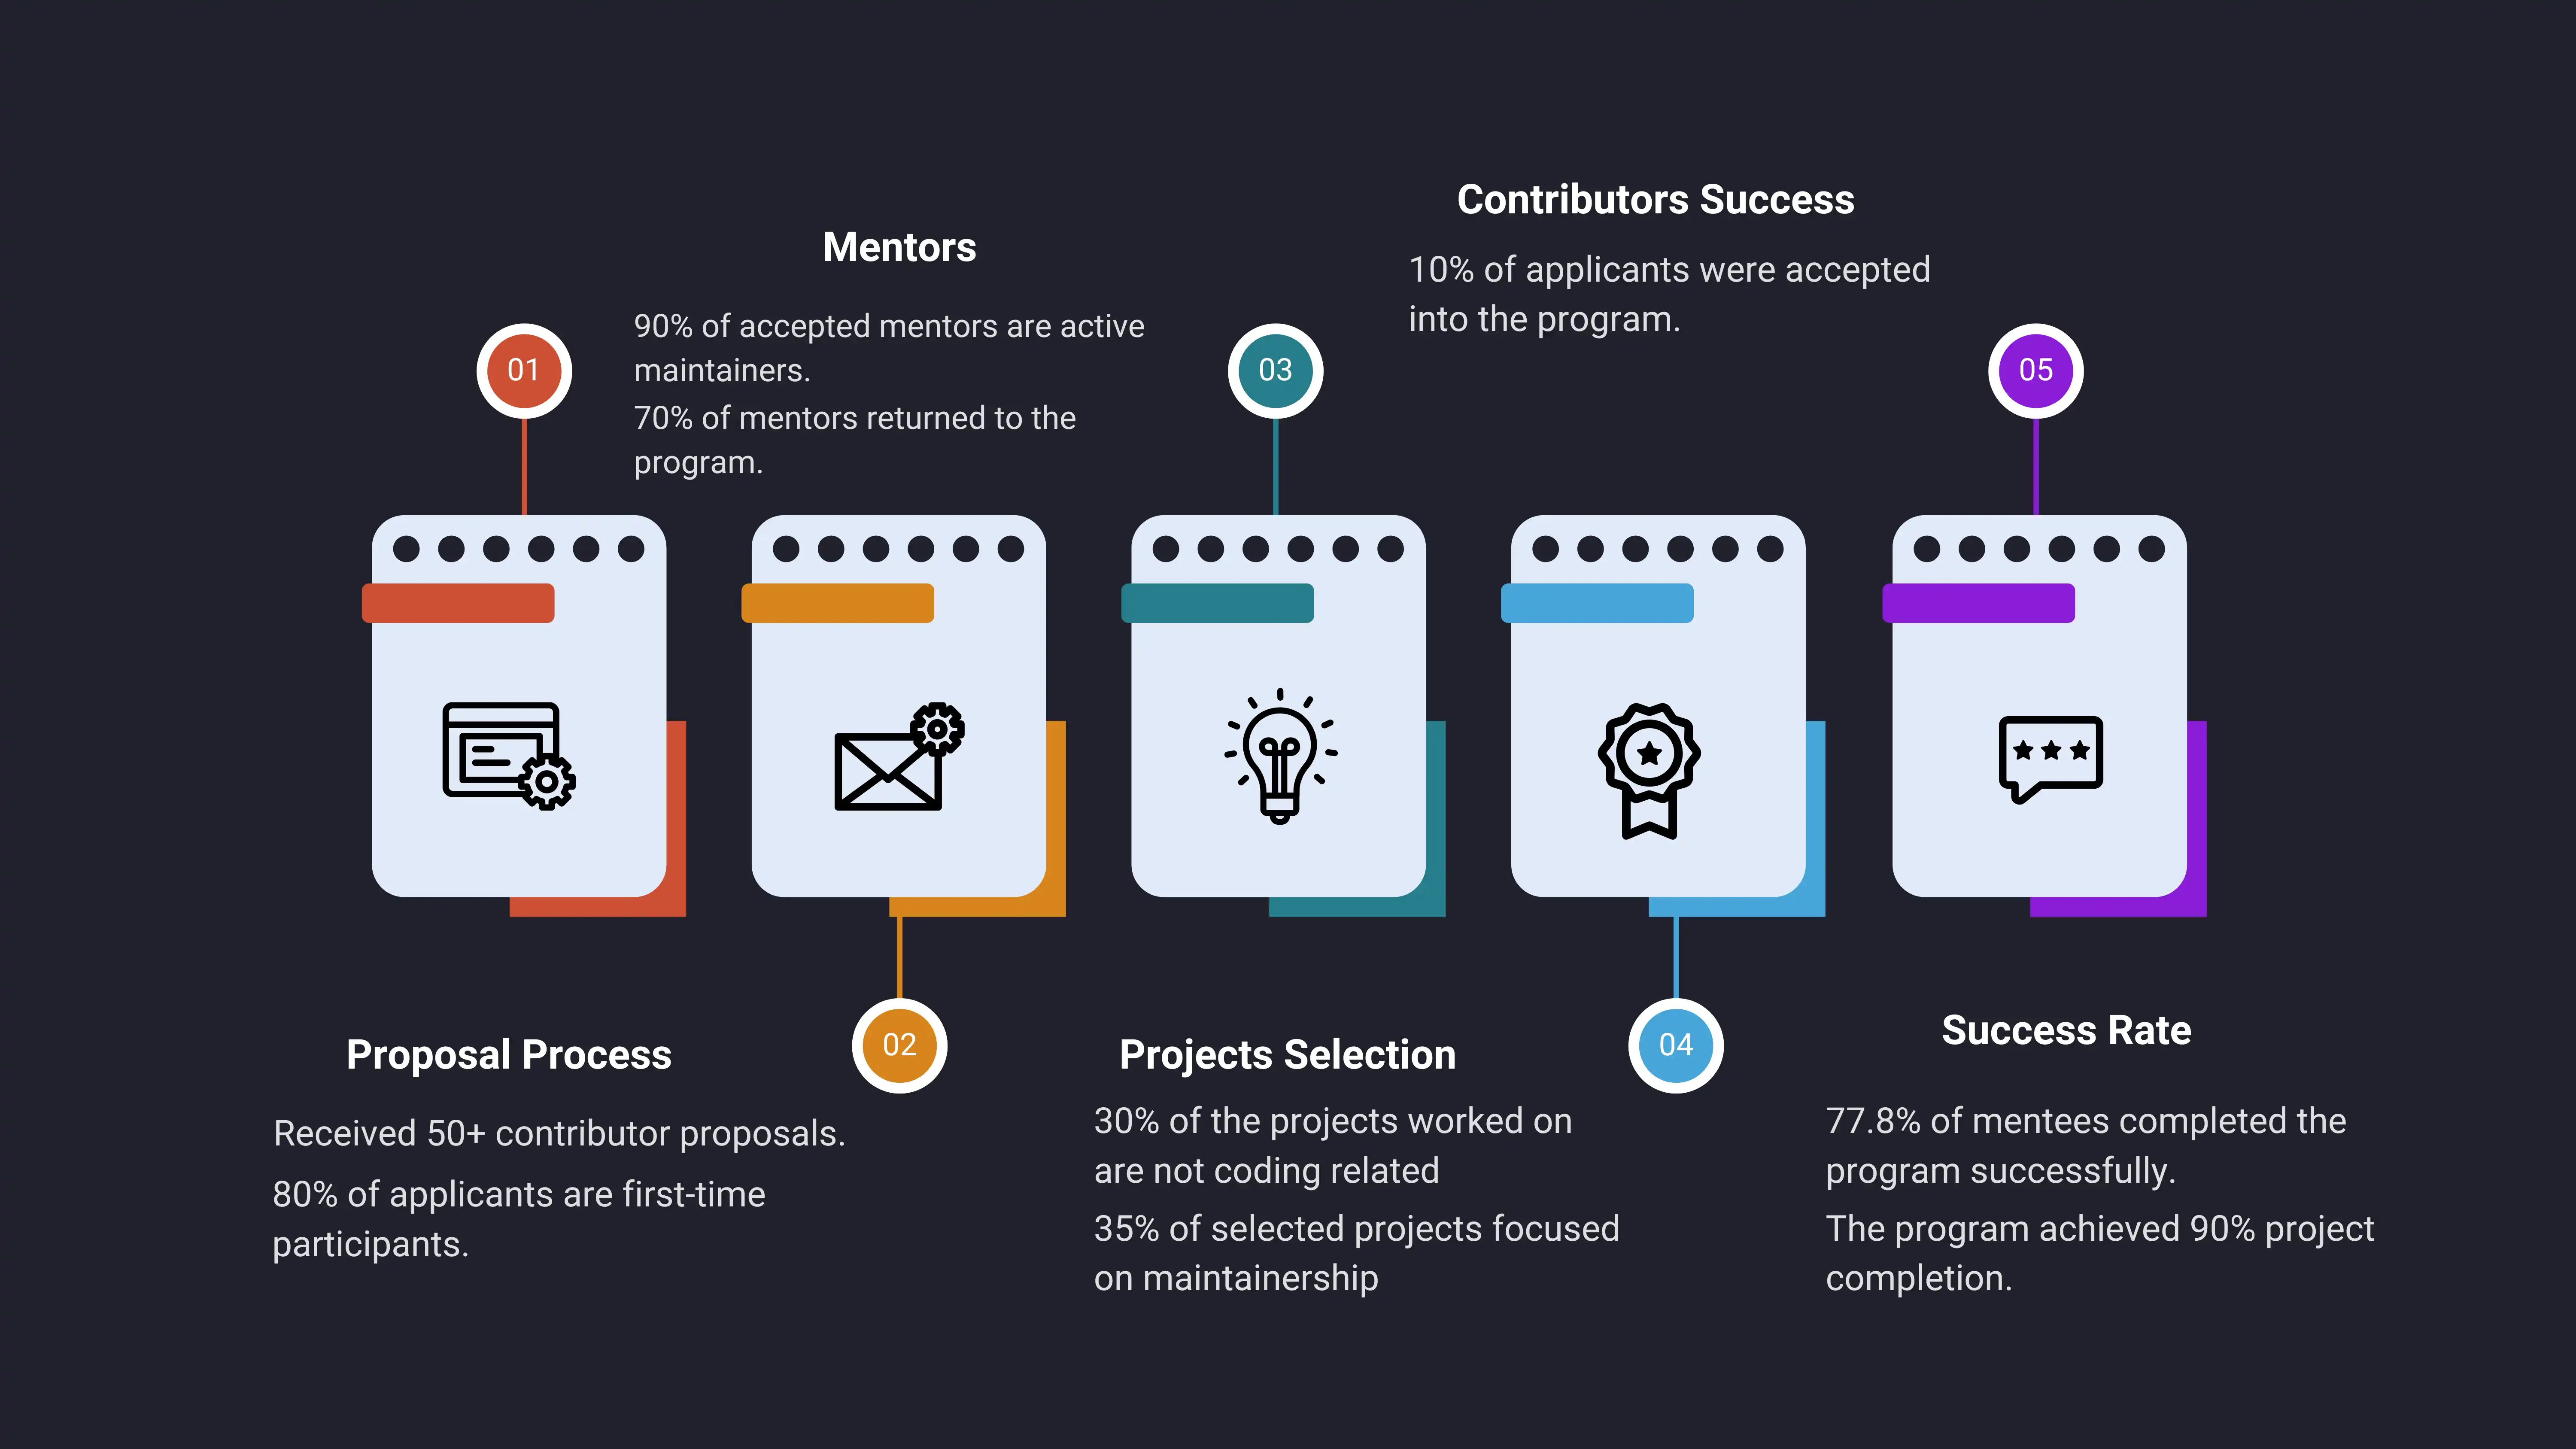 01
Proposal Process
Received 50+ contributor proposals.
80% of applicants are first-time
participants.
Mentors
90% of accepted mentors are active
maintainers.
70% of mentors returned to the
program.
02
03
Projects Selection
30% of the projects worked on
are not coding related
35% of selected projects focused
on maintainership
Contributors Success
10% of applicants were accepted
into the program.
04
05
Success Rate
77.8% of mentees completed the
program successfully.
The program achieved 90% project
completion.